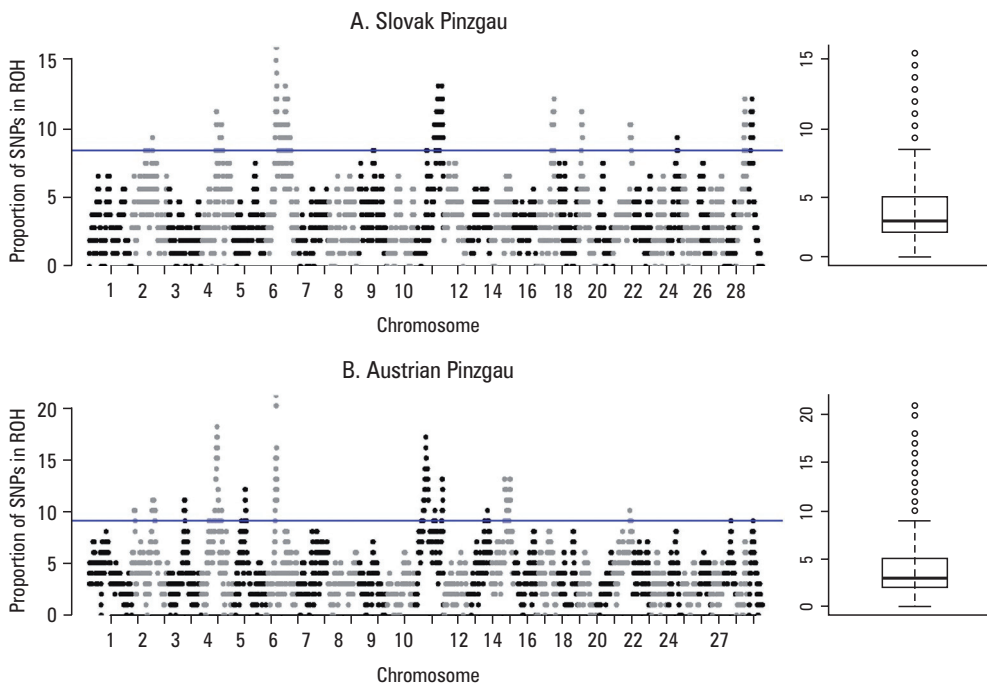 A. Slovak Pinzgau
Proportion of SNPs in ROH
15
10
5
0
1 2 3 4 5 6 7 8 9 10 12 14 16 18 20 22 24 26 28
Chromosome
15
10
5
0
B. Austrian Pinzgau
Proportion of SNPs in ROH
20
15
10
5
0
1 2 3 4 5 6 7 8 9 10 12 14 16 18 20 22 24 27
Chromosome
20
15
10
5
0